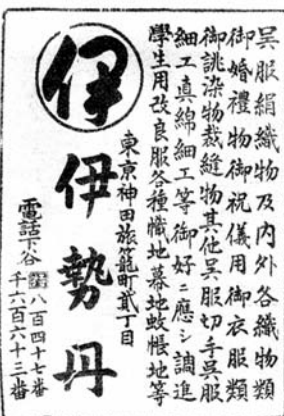 呉服絹織物及内外各織物類
御婚禮物御祝儀用御衣服類
御誂染物裁縫物其他呉服切手呉服
細工真綿細工等御好ニ應シ調進
學生用改良服各種幟地幕地蚊帳地等
東京神田旅籠町貳丁目
伊
伊勢丹
電話下谷
八百四十七番
千六百六十三番